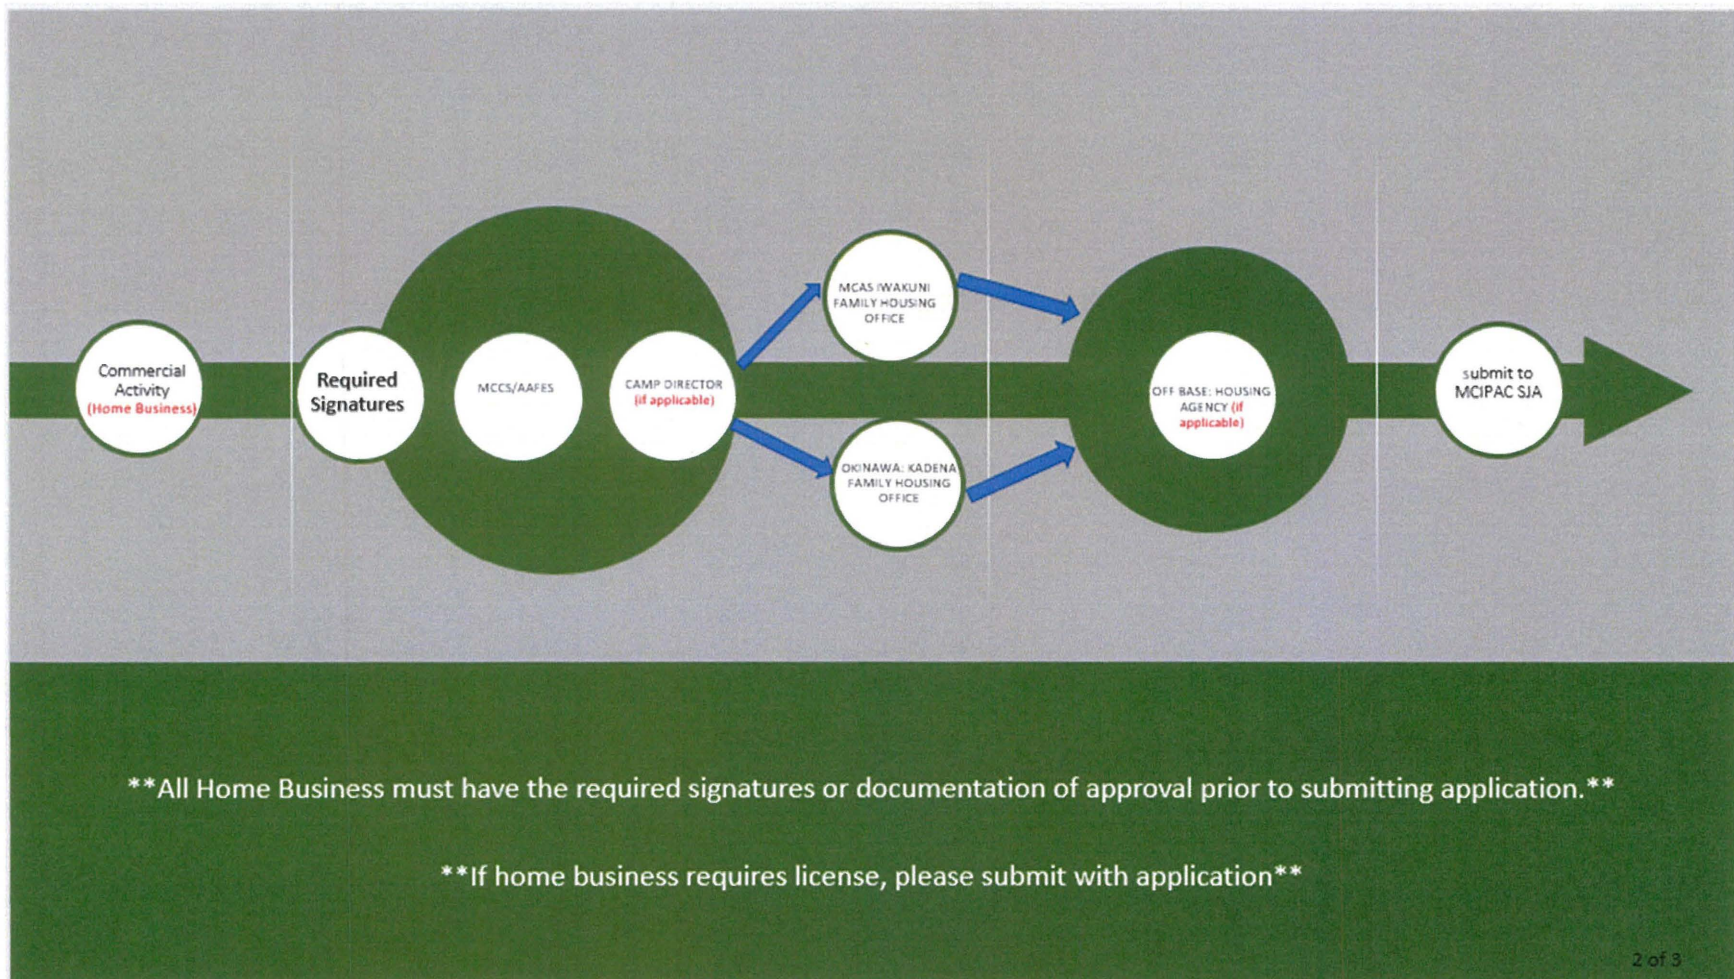 Commercial
Activity
(Home Business)
Required
Signatures
MCCS/AAFES
CAMP DIRECTOR
(if applicable)
MCAS IWAKUNI
FAMILY HOUSING
OFFICE
OKINAWA: KADENA
FAMILY HOUSING
OFFICE
OFF BASE: HOUSING
AGENCY (if
applicable)
submit to
MCIPAC SJA
**All Home Business must have the required signatures or documentation of approval prior to submitting application.**
**If home business requires license, please submit with application**
2 of 3